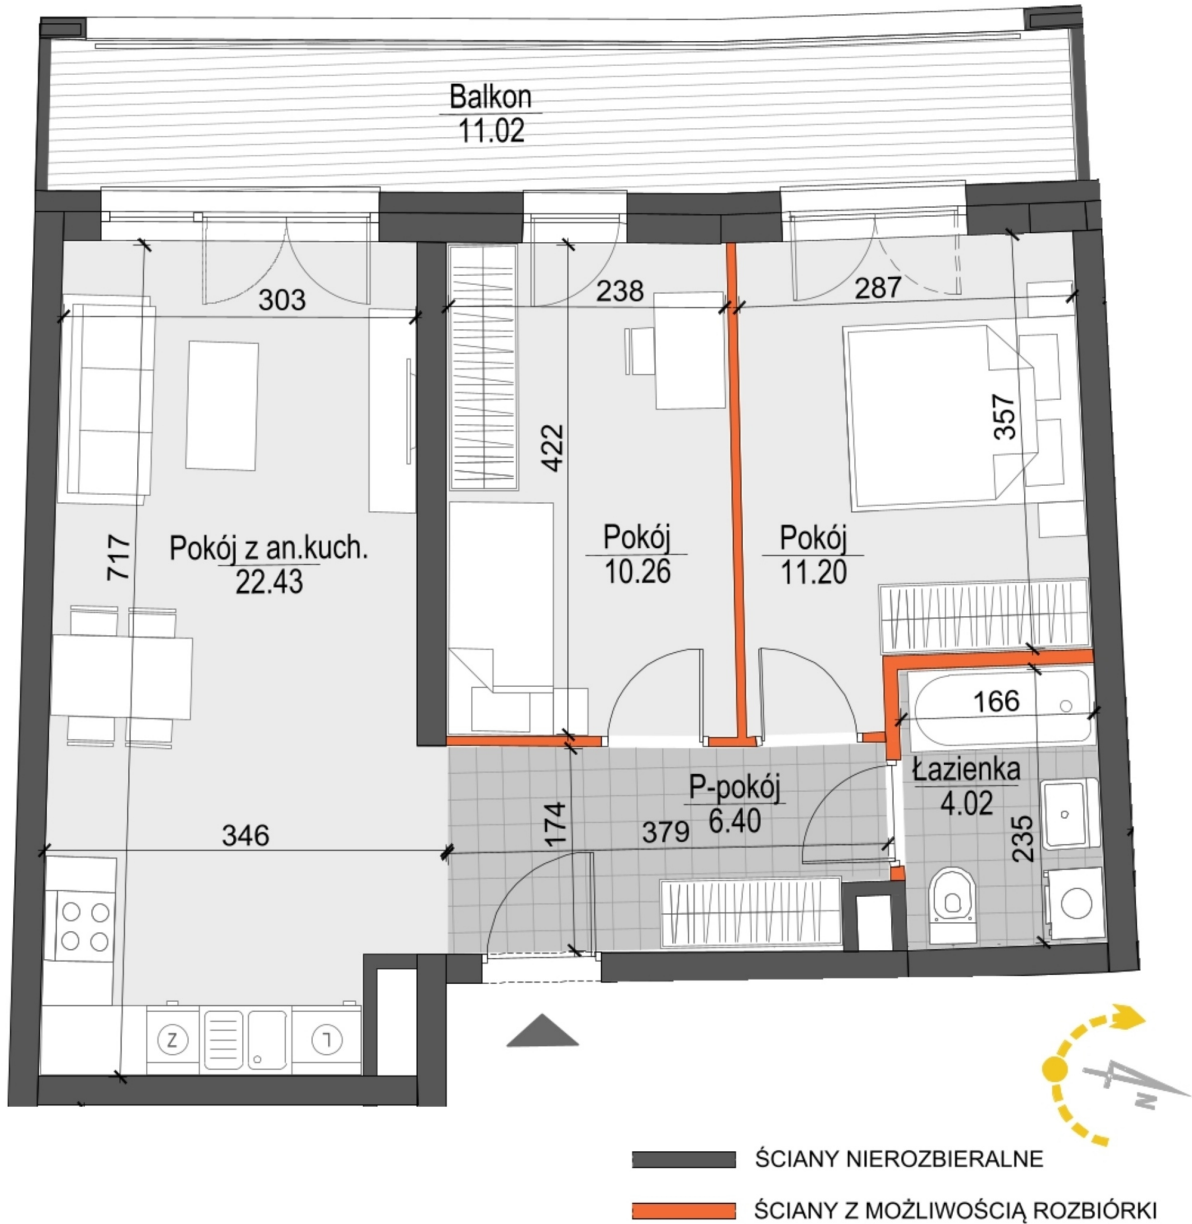 Balkon
11.02
303
238
287
422
357
717
Pokój z an.kuch.
22.43
Pokój
10.26
Pokój
11.20
166
Łazienka
4.02
P-pokój
6.40
346
174
379
235
Z
L
N
ŚCIANY NIEROZBIERALNE
ŚCIANY Z MOŻLIWOŚCIĄ ROZBIÓRKI